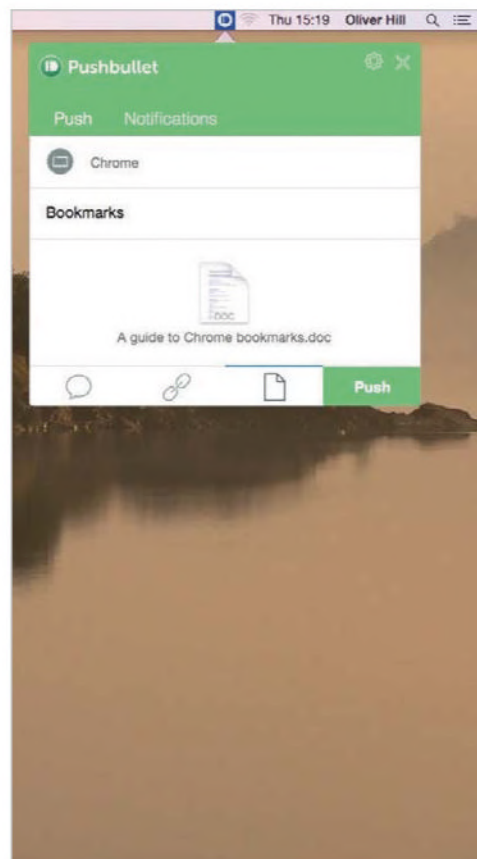 Thu 15:19 Oliver Hill
Pushbullet
Push Notifications
Chrome
Bookmarks
DOC
A guide to Chrome bookmarks.doc
Push